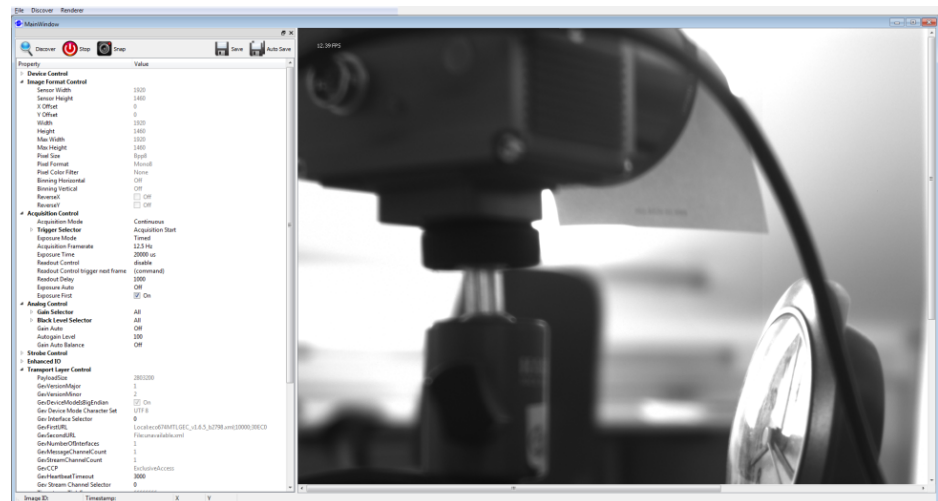 File Discover Renderer
MainWindow
Discover Stop Snap Save Auto Save
Property Value
Device Control
Image Format Control
Sensor Width 1920
Sensor Height 1460
X Offset 0
Y Offset 0
Width 1920
Height 1460
Max Width 1920
Max Height 1460
Pixel Size Bpp8
Pixel Format Mono8
Pixel Color Filter None
Binning Horizontal Off
Binning Vertical Off
ReverseX Off
ReverseY Off
Acquisition Control
Acquisition Mode Continuous
Trigger Selector Acquisition Start
Exposure Mode Timed
Acquisition Framerate 12.5 Hz
Exposure Time 20000 us
Readout Control disable
Readout Control trigger next frame (command)
Readout Delay 1000
Exposure Auto Off
Exposure First On
Analog Control
Gain Selector All
Black Level Selector All
Gain Auto Off
Autogain Level 100
Gain Auto Balance Off
Strobe Control
Enhanced IO
Transport Layer Control
PayloadSize 2803200
GevVersionMajor 1
GevVersionMinor 2
GevDeviceModeIsBigEndian On
Gev Device Mode Character Set UTF8
Gev Interface Selector 0
GevFirstURL
GevSecondURL File:unavailable.xml
GevNumberOfInterfaces 1
GevMessageChannelCount 1
GevStreamChannelCount 1
GevCCP ExclusiveAccess
GevHeartbeatTimeout 3000
Gev Stream Channel Selector 0
Image ID: Timestamp: X Y
12.39 FPS